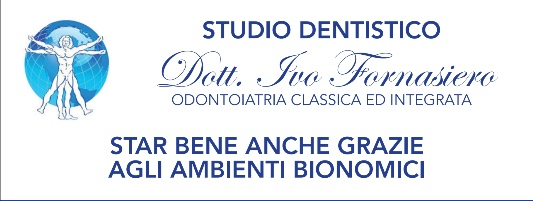 STUDIO DENTISTICO
Dott. Ivo Fornasiero
ODONTOIATRIA CLASSICA ED INTEGRATA
STAR BENE ANCHE GRAZIE
AGLI AMBIENTI BIONOMICI